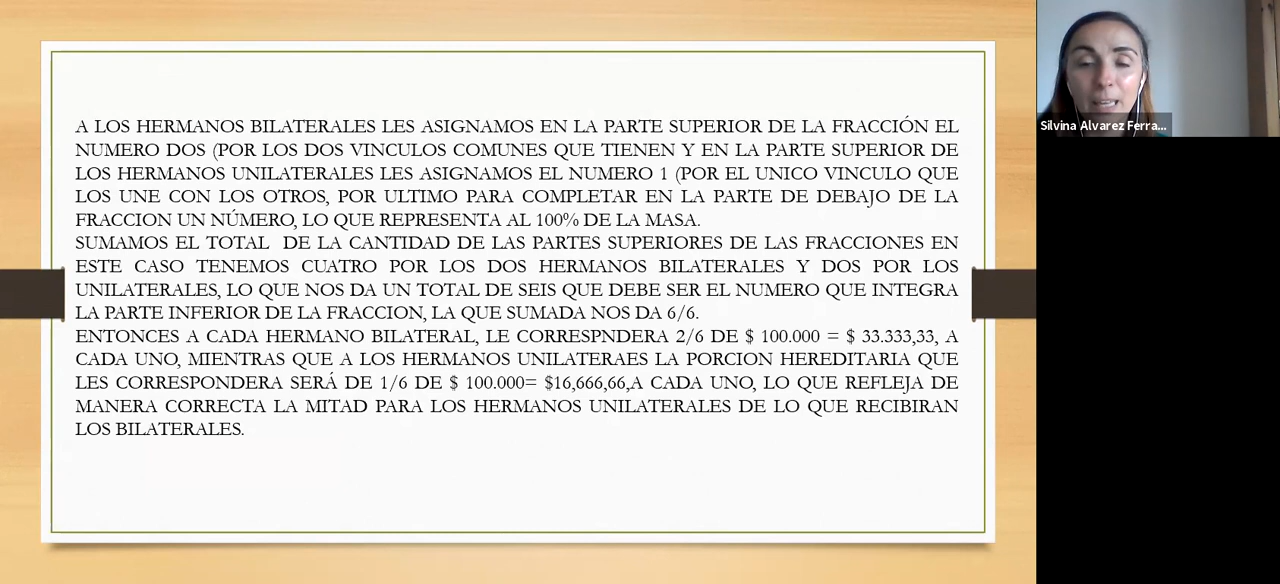 A LOS HERMANOS BILATERALES LES ASIGNAMOS EN LA PARTE SUPERIOR DE LA FRACCIÓN EL
NUMERO DOS (POR LOS DOS VINCULOS COMUNES QUE TIENEN Y EN LA PARTE SUPERIOR DE
LOS HERMANOS UNILATERALES LES ASIGNAMOS EL NUMERO 1 (POR EL UNICO VINCULO QUE
LOS UNE CON LOS OTROS, POR ULTIMO PARA COMPLETAR EN LA PARTE DE DEBAJO DE LA
FRACCION UN NÚMERO, LO QUE REPRESENTA AL 100% DE LA MASA.
SUMAMOS EL TOTAL DE LA CANTIDAD DE LAS PARTES SUPERIORES DE LAS FRACCIONES EN
ESTE CASO TENEMOS CUATRO POR LOS DOS HERMANOS BILATERALES Y DOS POR LOS
UNILATERALES, LO QUE NOS DA UN TOTAL DE SEIS QUE DEBE SER EL NUMERO QUE INTEGRA
LA PARTE INFERIOR DE LA FRACCION, LA QUE SUMADA NOS DA 6/6.
ENTONCES A CADA HERMANO BILATERAL, LE CORRESPNDERA 2/6 DE $ 100.000 = $ 33.333,33, A
CADA UNO, MIENTRAS QUE A LOS HERMANOS UNILATERAES LA PORCION HEREDITARIA QUE
LES CORRESPONDERA SERÁ DE 1/6 DE $ 100.000= $16,666,66,A CADA UNO, LO QUE REFLEJA DE
MANERA CORRECTA LA MITAD PARA LOS HERMANOS UNILATERALES DE LO QUE RECIBIRAN
LOS BILATERALES.
Silvina Alvarez Ferra...